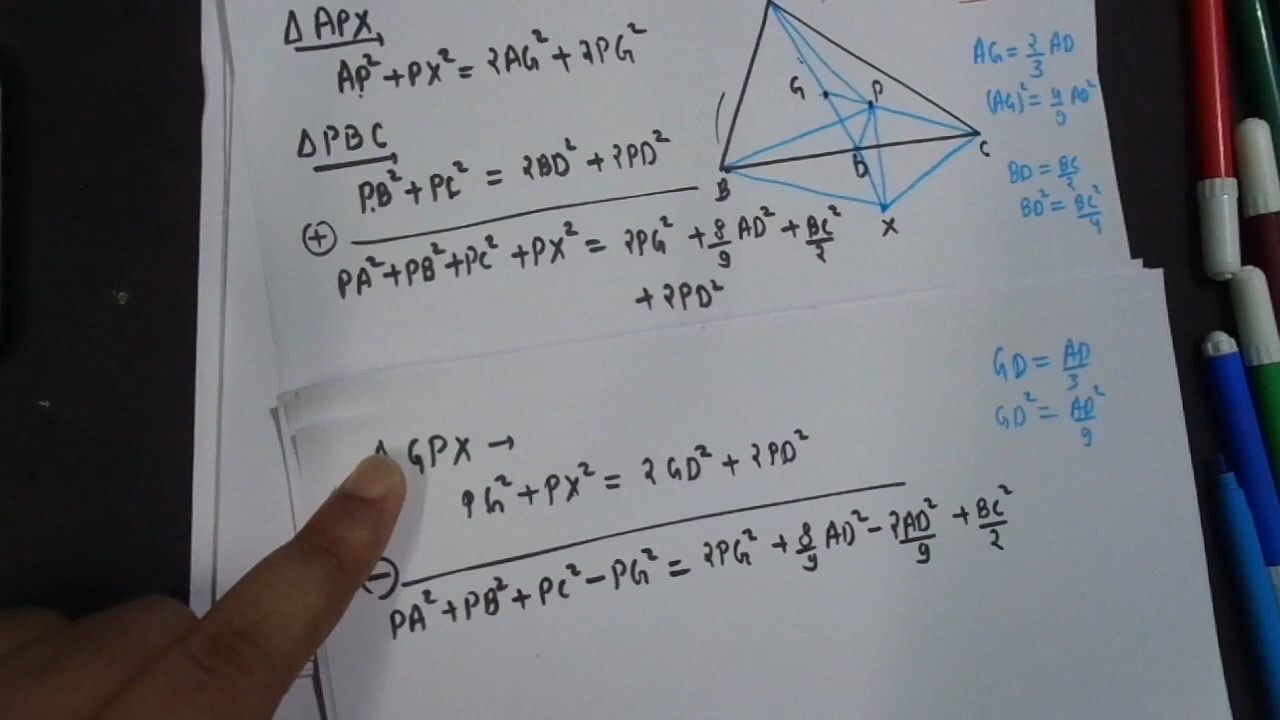 Δ APX
AP² + PX² = 2AG² + 2PG²
Δ PBC
PB² + PC² = 2BD² + 2PD²
⊕
PA² + PB² + PC² + PX² = 2PG² + 8/9 AD² + BC²/2
+ 2PD²
G
P
B
D
C
X
AG = 2/3 AD
(AG)² = 4/9 AD²
BD = BC/2
BD² = BC²/4
GD = AD/3
GD² = AD²/9
Δ GPX →
PG² + PX² = 2GD² + 2PD²
⊖
PA² + PB² + PC² - PG² = 2PG² + 8/9 AD² - 2AD²/9 + BC²/2